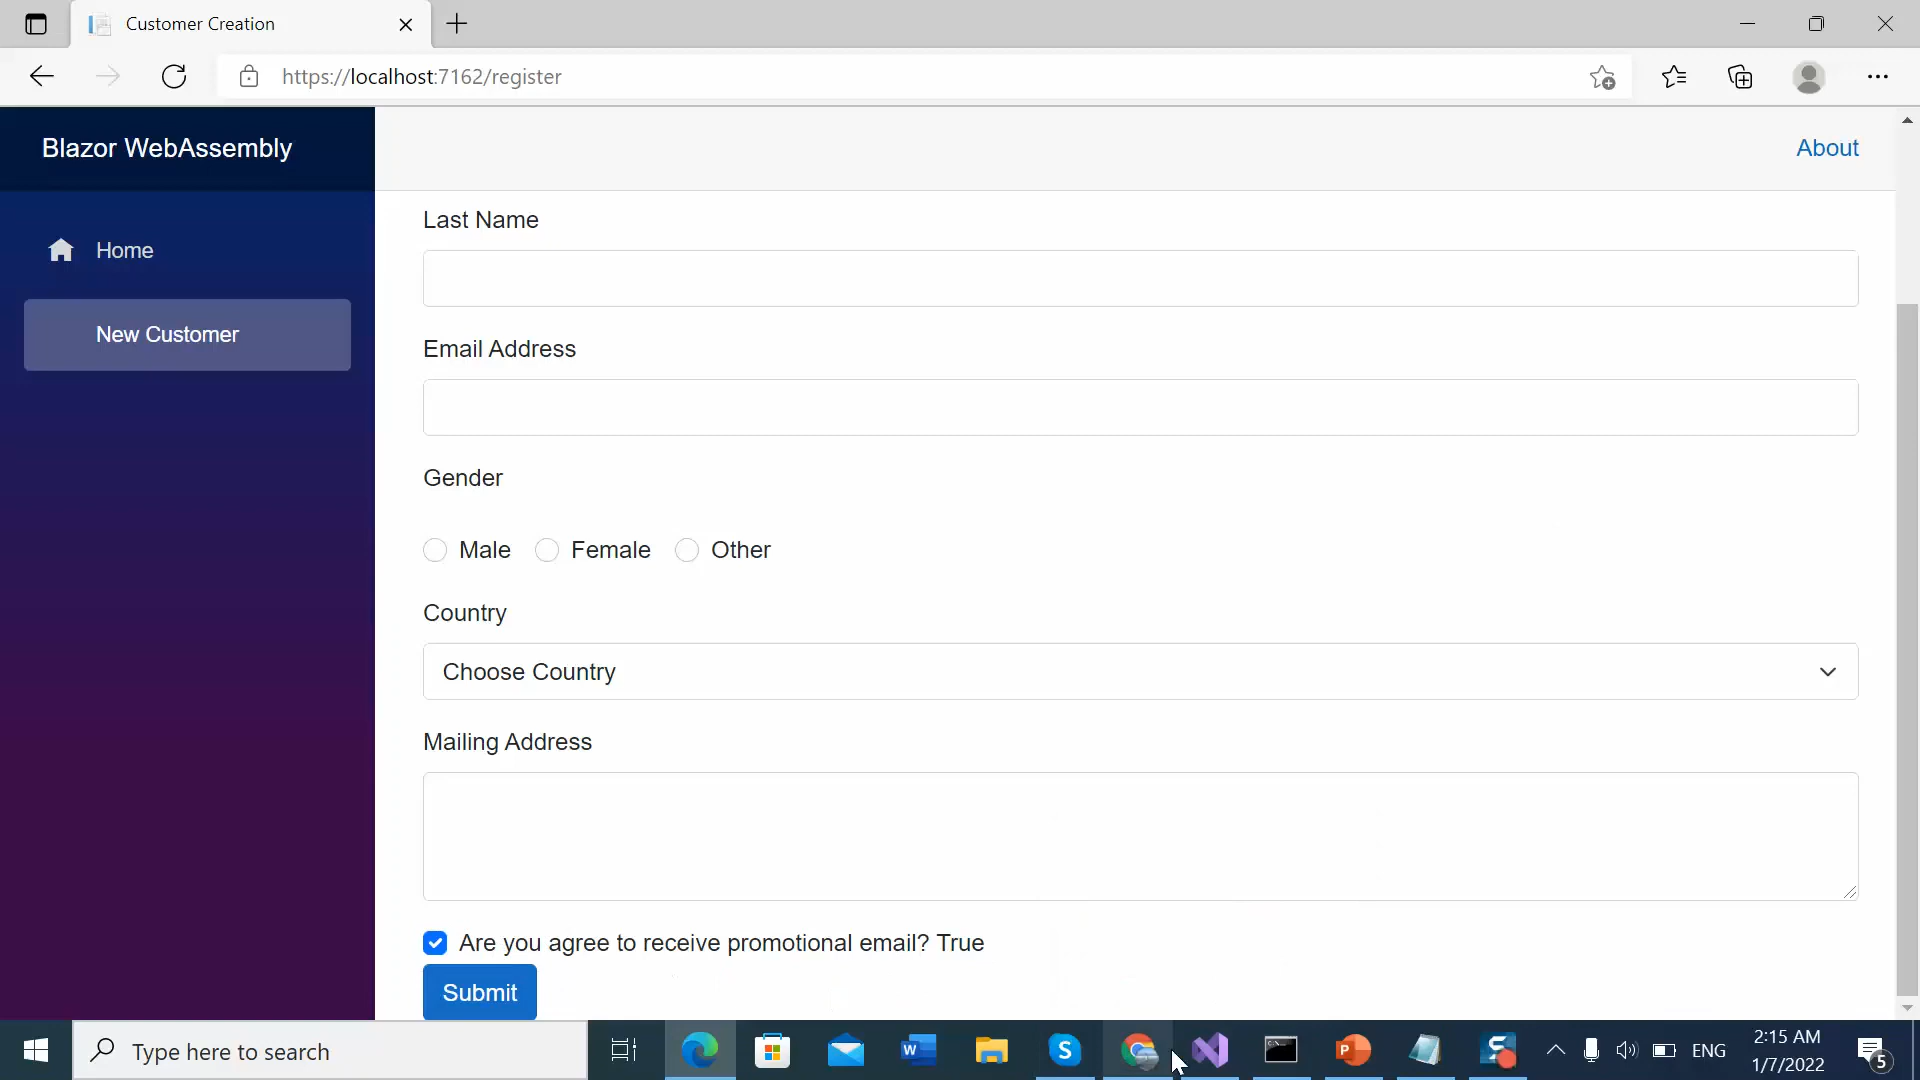 Customer Creation
https://localhost:7162/register
Blazor WebAssembly
About
Home
New Customer
Last Name
Email Address
Gender
Male Female Other
Country
Choose Country
Mailing Address
Are you agree to receive promotional email? True
Submit
Type here to search
ENG
2:15 AM
1/7/2022
5